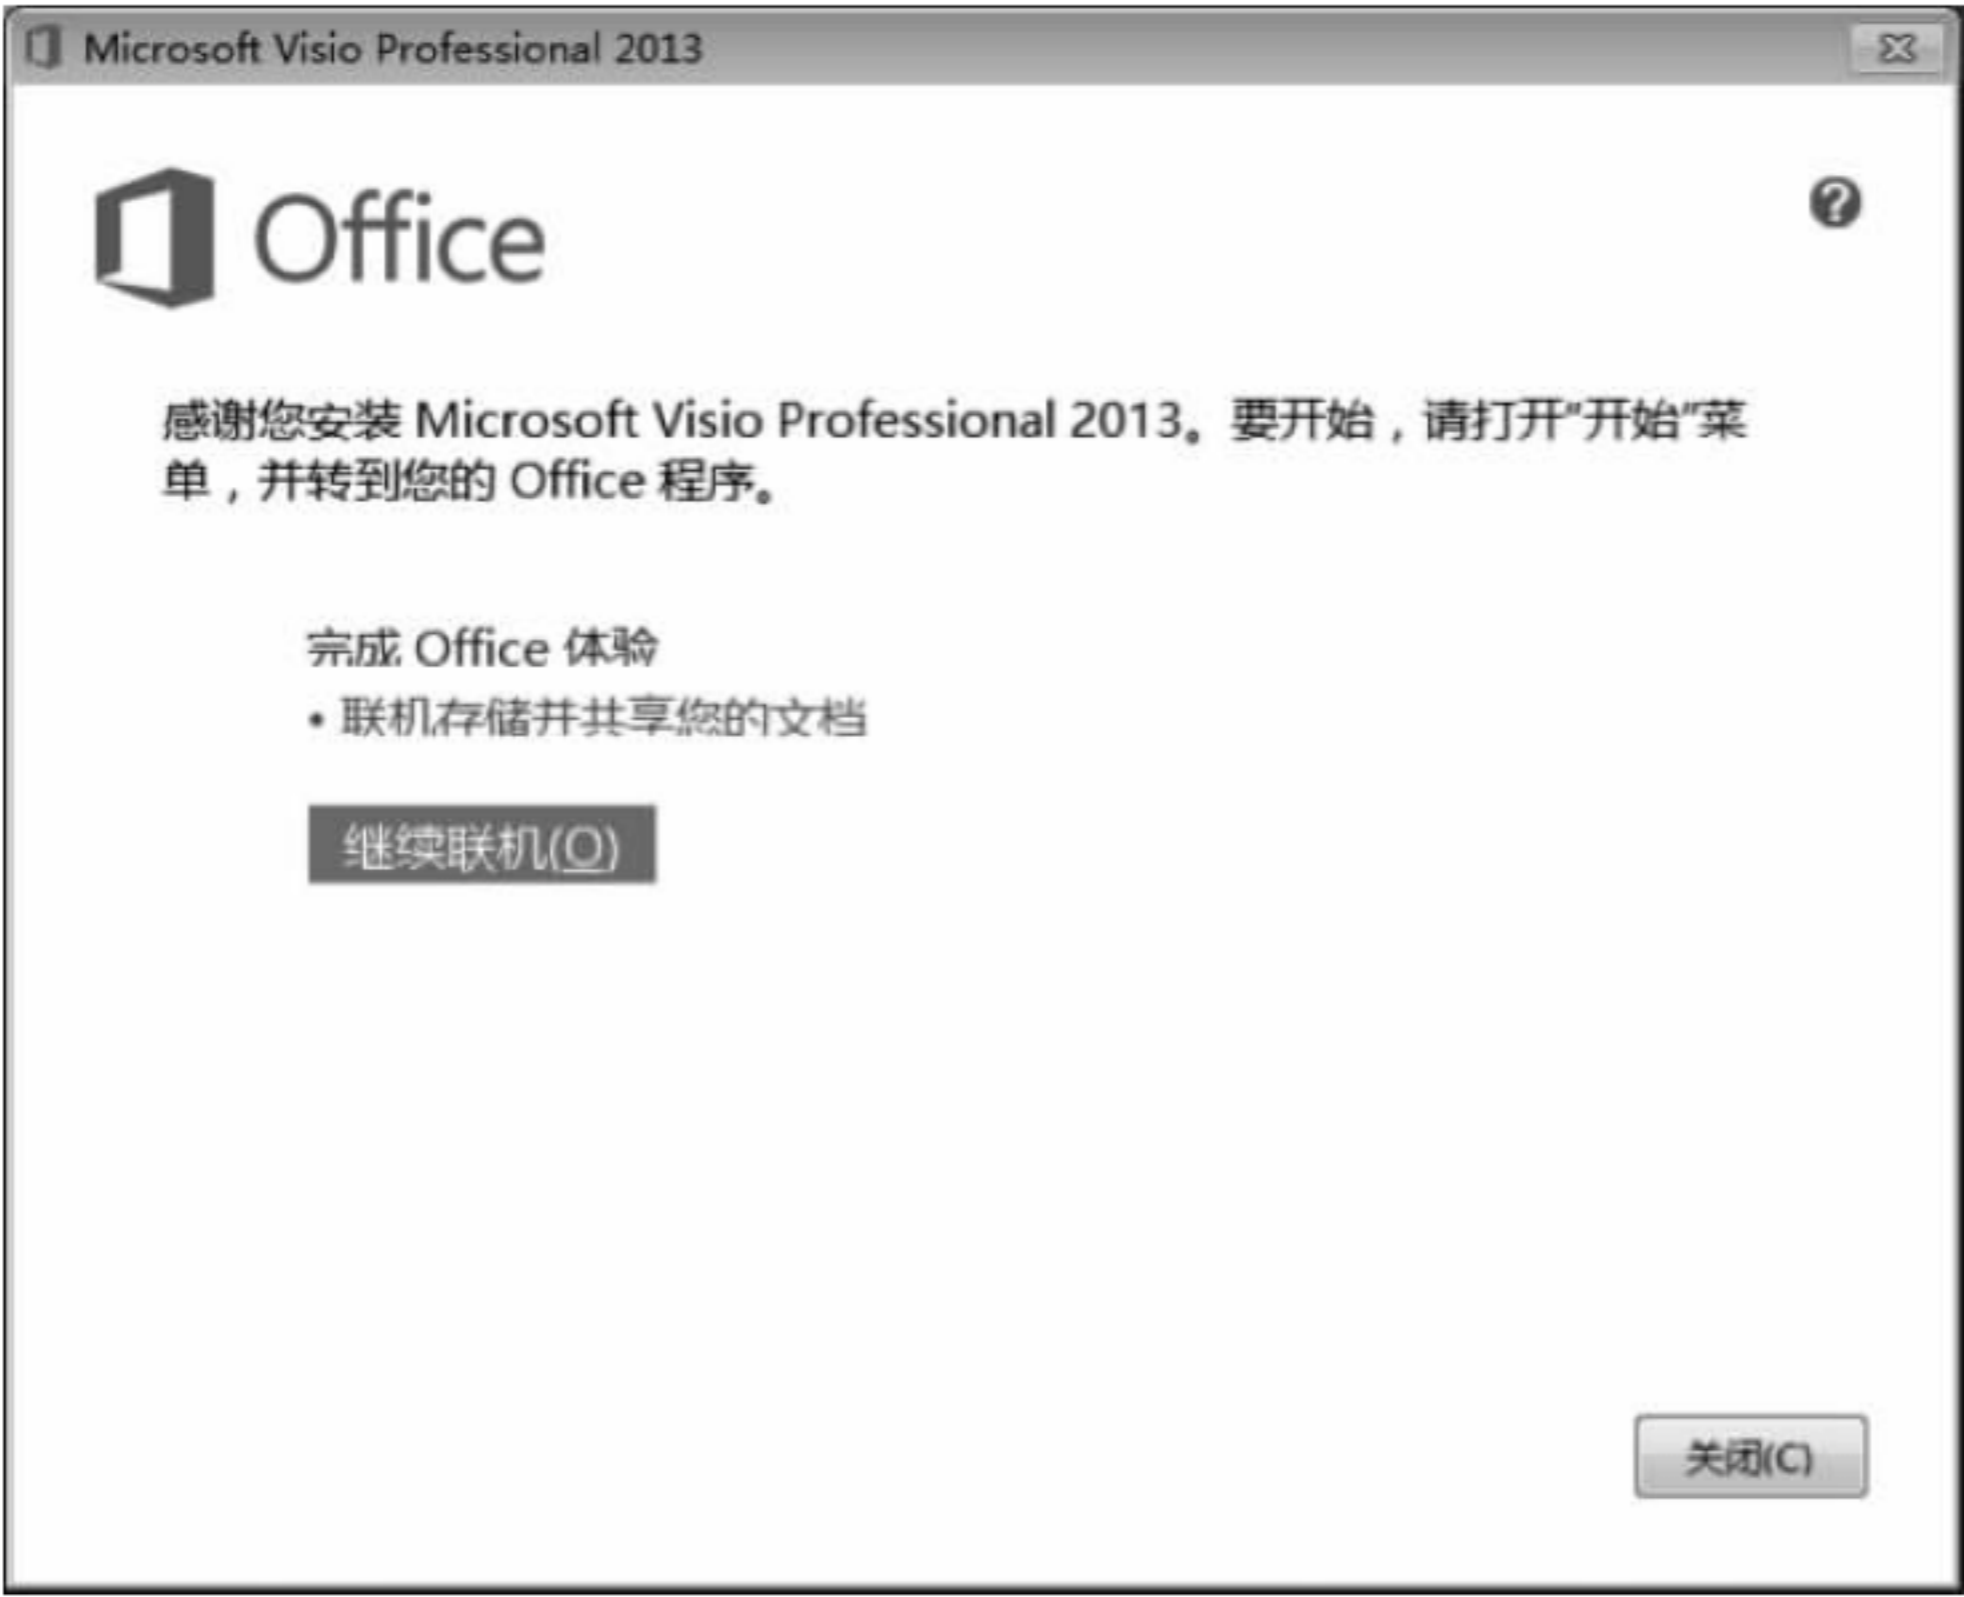 Microsoft Visio Professional 2013
Office
感谢您安装 Microsoft Visio Professional 2013。要开始，请打开"开始"菜
单，并转到您的 Office 程序。
完成 Office 体验
• 联机存储并共享您的文档
继续联机(O)
关闭(C)